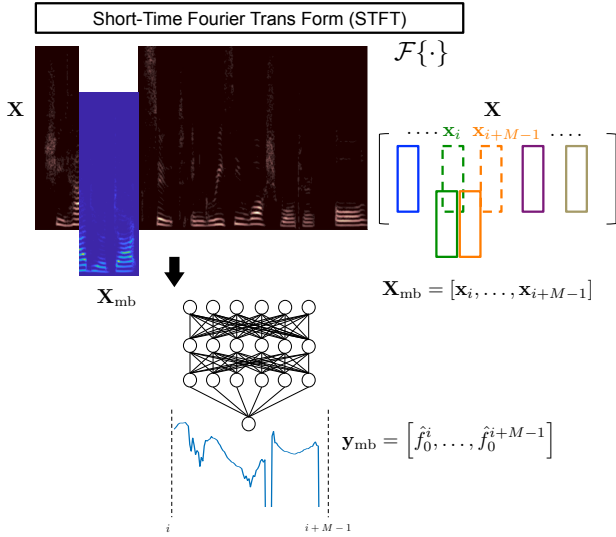 Short-Time Fourier Trans Form (STFT)
𝓕{·}
X
X
.... x_i x_{i+M−1} ....
X_mb
X_mb = [x_i, . . . , x_{i+M−1}]
y_mb = [f̂_0^i, . . . , f̂_0^{i+M−1}]
i
i + M − 1